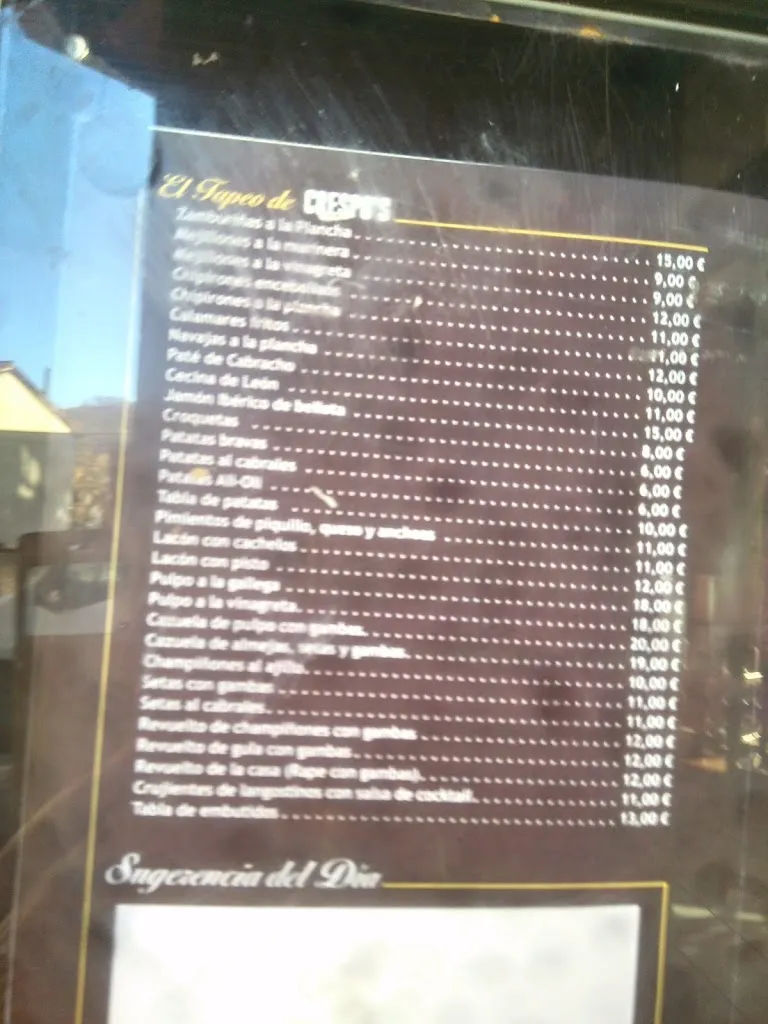 El Tapeo de CRESPO'S
Zamburiñas a la Plancha 15,00 €
Mejillones a la marinera 9,00 €
Mejillones a la vinagreta 9,00 €
Chipirones encebollados 12,00 €
Chipirones a la plancha 11,00 €
Calamares fritos 11,00 €
Navajas a la plancha 12,00 €
Paté de Cabracho 10,00 €
Cecina de León 11,00 €
Jamón Ibérico de bellota 15,00 €
Croquetas 8,00 €
Patatas bravas 6,00 €
Patatas al cabrales 6,00 €
Patatas Ali-Oli 6,00 €
Tabla de patatas 10,00 €
Pimientos de piquillo, queso y anchoas 11,00 €
Lacón con cachelos 11,00 €
Lacón con pisto 12,00 €
Pulpo a la gallega 18,00 €
Pulpo a la vinagreta 18,00 €
Cazuela de pulpo con gambas 20,00 €
Cazuela de almejas, setas y gambas 19,00 €
Champiñones al ajillo 10,00 €
Setas con gambas 11,00 €
Setas al cabrales 11,00 €
Revuelto de champiñones con gambas 12,00 €
Revuelto de gula con gambas 12,00 €
Revuelto de la casa (Rape con gambas) 12,00 €
Crujientes de langostinos con salsa de cocktail 11,00 €
Tabla de embutidos 13,00 €
Sugerencia del Día